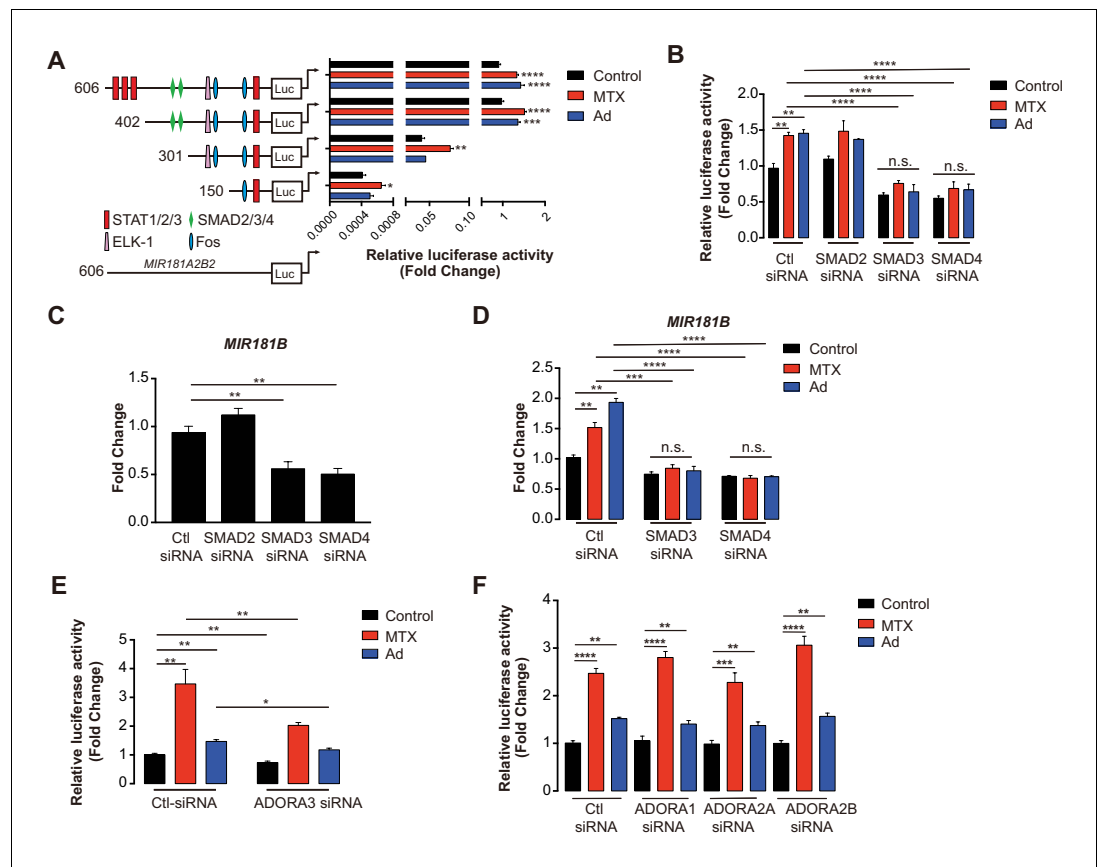 A
606
Luc
402
Luc
301
Luc
150
Luc
STAT1/2/3
SMAD2/3/4
ELK-1
Fos
606
MIR181A2B2
Luc
****
****
****
***
**
*
0.0000
0.0004
0.0008
0.05
0.10
1
2
Relative luciferase activity
(Fold Change)
Control
MTX
Ad
B
Relative luciferase activity
(Fold Change)
2.0
1.5
1.0
0.5
0.0
****
****
****
****
**
**
n.s.
n.s.
Ctl
siRNA
SMAD2
siRNA
SMAD3
siRNA
SMAD4
siRNA
Control
MTX
Ad
C
MIR181B
Fold Change
1.5
1.0
0.5
0.0
**
**
Ctl
siRNA
SMAD2
siRNA
SMAD3
siRNA
SMAD4
siRNA
D
MIR181B
Fold Change
2.5
2.0
1.5
1.0
0.5
0.0
****
****
****
***
**
**
n.s.
n.s.
Ctl
siRNA
SMAD3
siRNA
SMAD4
siRNA
Control
MTX
Ad
E
Relative luciferase activity
(Fold Change)
5
4
3
2
1
0
**
**
**
**
*
Ctl-siRNA
ADORA3 siRNA
Control
MTX
Ad
F
Relative luciferase activity
(Fold Change)
4
3
2
1
0
**
****
**
****
**
***
**
****
Ctl
siRNA
ADORA1
siRNA
ADORA2A
siRNA
ADORA2B
siRNA
Control
MTX
Ad